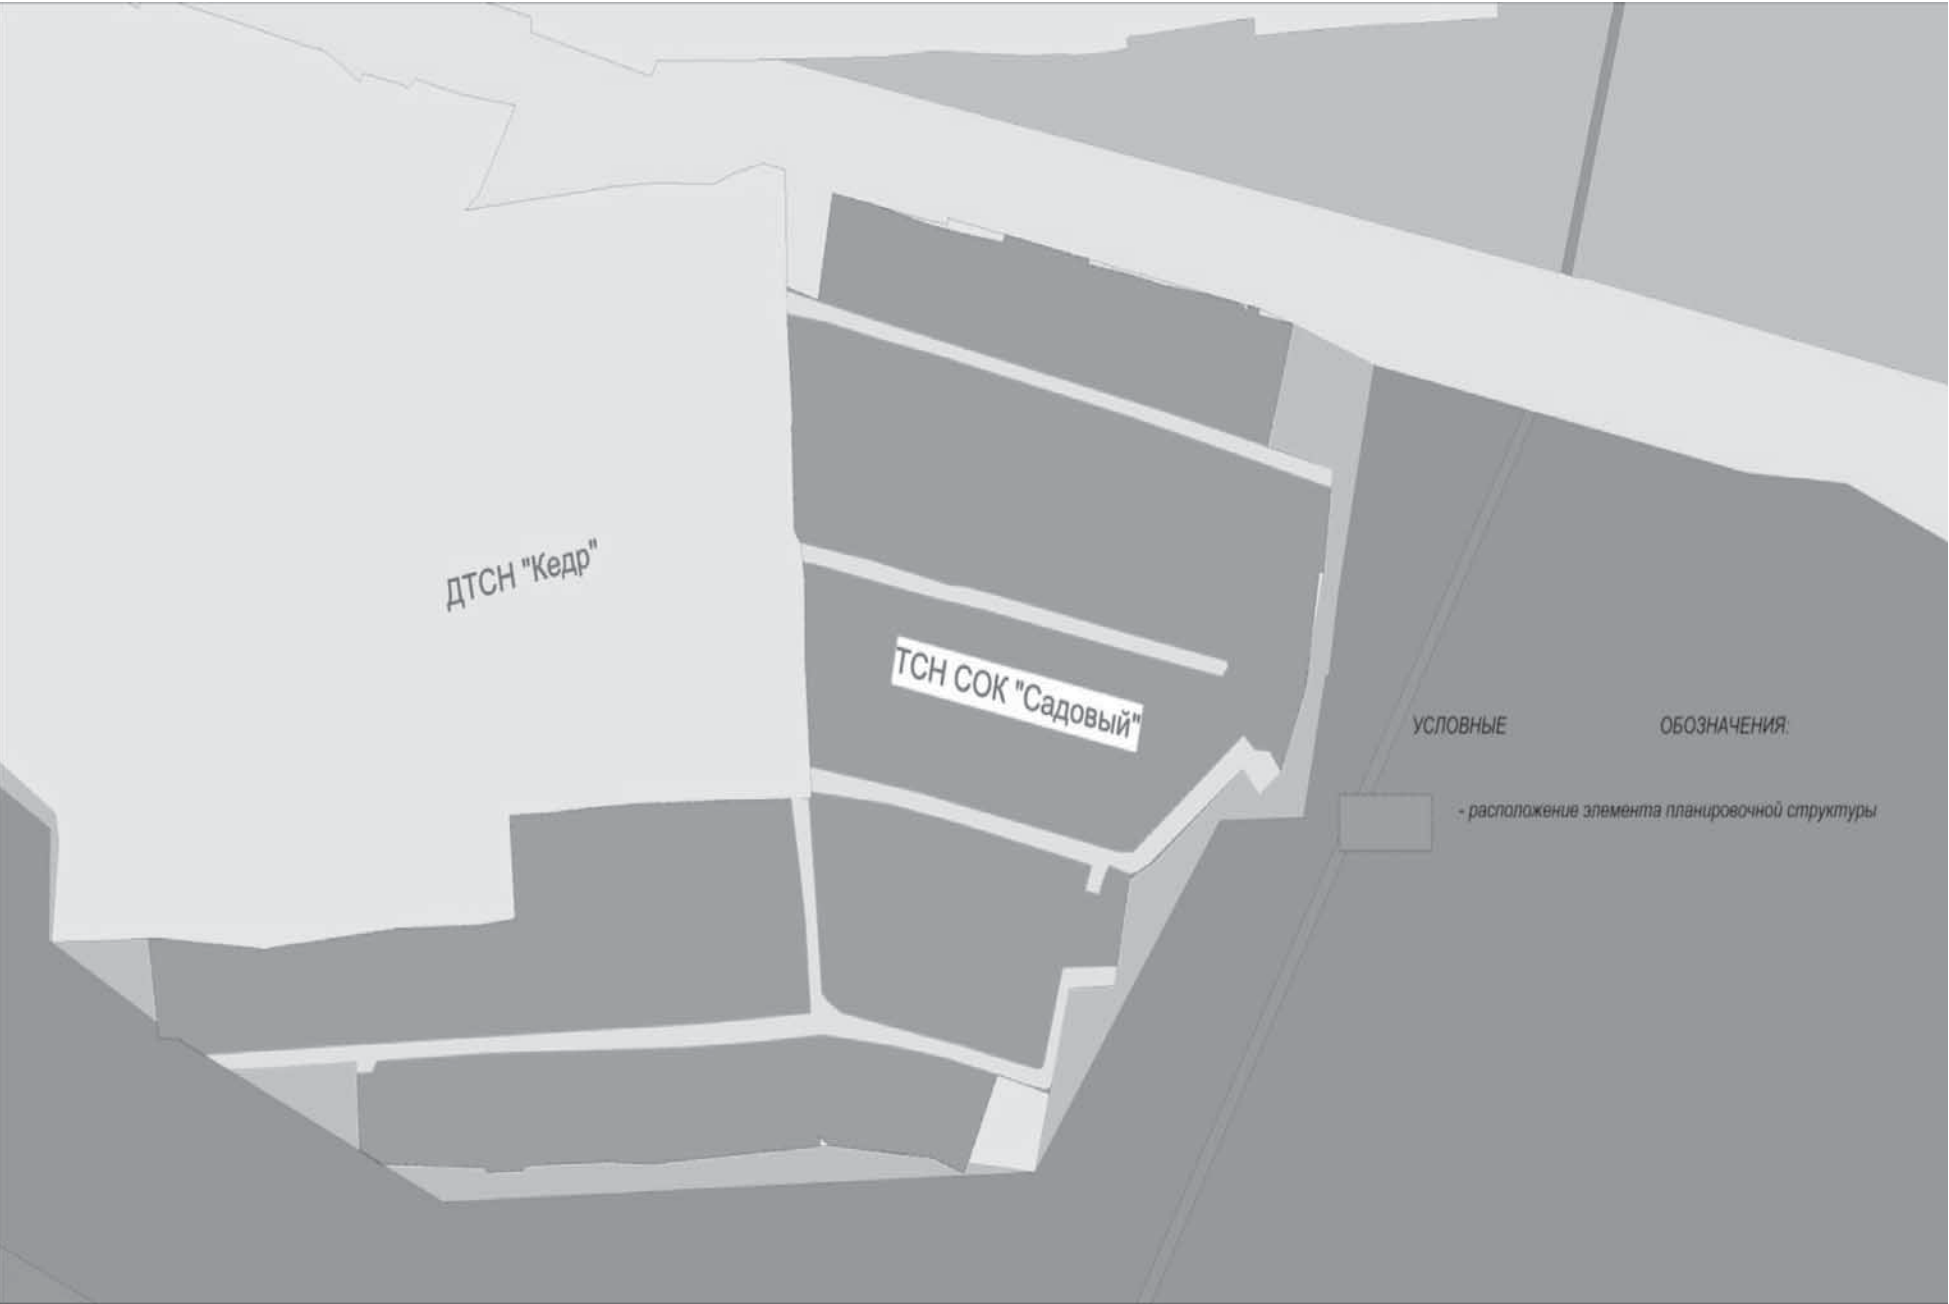 ДТСН "Кедр"
ТСН СОК "Садовый"
УСЛОВНЫЕ ОБОЗНАЧЕНИЯ:
- расположение элемента планировочной структуры